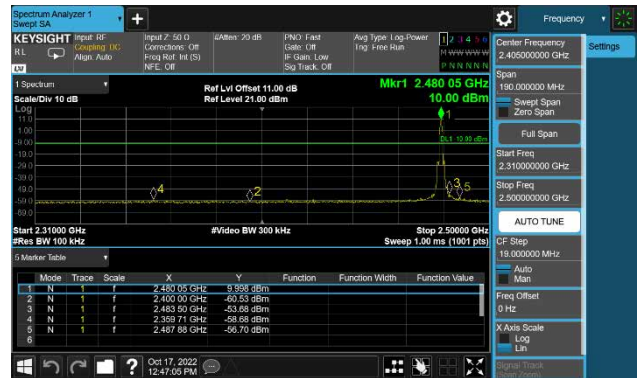 Spectrum Analyzer 1
Swept SA
+
Frequency
KEYSIGHT
RL
LXI
Input: RF
Coupling: DC
Align: Auto
Input Z: 50 Ω
Corrections: Off
Freq Ref: Int (S)
NFE: Off
#Atten: 20 dB
PNO: Fast
Gate: Off
IF Gain: Low
Sig Track: Off
Avg Type: Log-Power
Trig: Free Run
1 2 3 4 5 6
M W W W W W
P N N N N N
Center Frequency
2.405000000 GHz
Settings
Span
190.000000 MHz
Swept Span
Zero Span
Full Span
Start Freq
2.310000000 GHz
Stop Freq
2.500000000 GHz
AUTO TUNE
CF Step
19.000000 MHz
Auto
Man
Freq Offset
0 Hz
X Axis Scale
Log
Lin
Signal Track
(Span Zoom)
1 Spectrum
Scale/Div 10 dB
Ref Lvl Offset 11.00 dB
Ref Level 21.00 dBm
Mkr1 2.480 05 GHz
10.00 dBm
Log
11.0
1.00
-9.00
-19.0
-29.0
-39.0
-49.0
-59.0
-69.0
1
DL1 -10.00 dBm
4
2
3
5
Start 2.31000 GHz
#Res BW 100 kHz
#Video BW 300 kHz
Stop 2.50000 GHz
Sweep 1.00 ms (1001 pts)
5 Marker Table
Mode Trace Scale X Y Function Function Width Function Value
1 N 1 f 2.480 05 GHz 9.998 dBm
2 N 1 f 2.400 00 GHz -60.53 dBm
3 N 1 f 2.483 50 GHz -53.68 dBm
4 N 1 f 2.359 71 GHz -58.68 dBm
5 N 1 f 2.487 88 GHz -56.70 dBm
6
?
Oct 17, 2022
12:47:05 PM